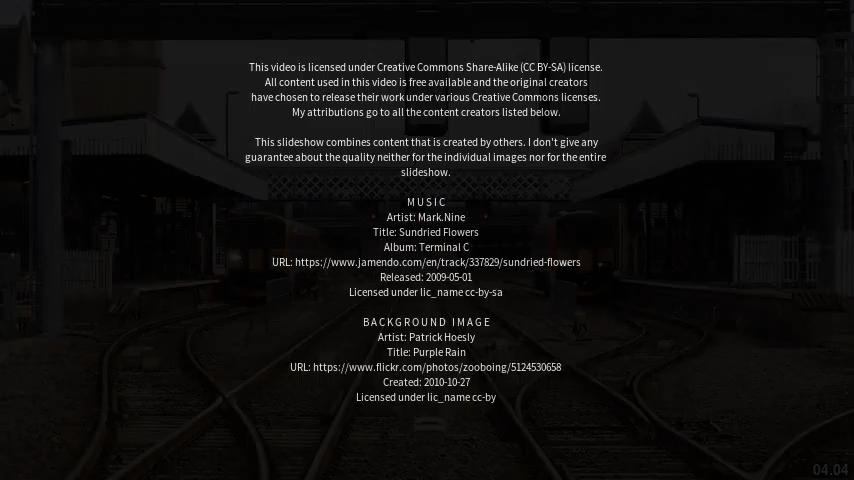 This video is licensed under Creative Commons Share-Alike (CC BY-SA) license.
All content used in this video is free available and the original creators
have chosen to release their work under various Creative Commons licenses.
My attributions go to all the content creators listed below.
This slideshow combines content that is created by others. I don't give any
guarantee about the quality neither for the individual images nor for the entire
slideshow.
MUSIC
Artist: Mark.Nine
Title: Sundried Flowers
Album: Terminal C
URL: https://www.jamendo.com/en/track/337829/sundried-flowers
Released: 2009-05-01
Licensed under lic_name cc-by-sa
BACKGROUND IMAGE
Artist: Patrick Hoesly
Title: Purple Rain
URL: https://www.flickr.com/photos/zooboing/5124530658
Created: 2010-10-27
Licensed under lic_name cc-by
04.04